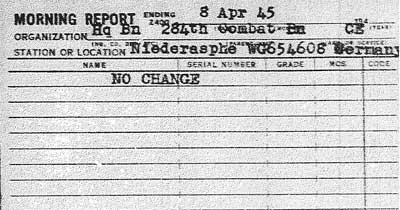 MORNING REPORT ENDING 2400 8 Apr 45
ORGANIZATION Hq Bn 284th Combat Bn CE
STATION OR LOCATION Niederasphe WG654608 Germany
NAME SERIAL NUMBER GRADE MOS CODE
NO CHANGE